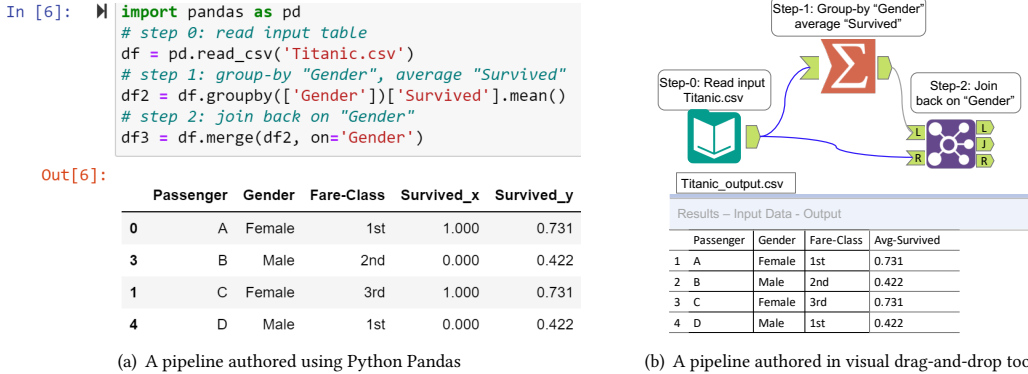 In [6]:
import pandas as pd
# step 0: read input table
df = pd.read_csv('Titanic.csv')
# step 1: group-by "Gender", average "Survived"
df2 = df.groupby(['Gender'])['Survived'].mean()
# step 2: join back on "Gender"
df3 = df.merge(df2, on='Gender')
Out[6]:
Passenger Gender Fare-Class Survived_x Survived_y
0 A Female 1st 1.000 0.731
3 B Male 2nd 0.000 0.422
1 C Female 3rd 1.000 0.731
4 D Male 1st 0.000 0.422
(a) A pipeline authored using Python Pandas
Step-1: Group-by “Gender”
average “Survived”
Step-0: Read input
Titanic.csv
Step-2: Join
back on “Gender”
L
R
L
J
R
Titanic_output.csv
Results – Input Data - Output
Passenger Gender Fare-Class Avg-Survived
1 A Female 1st 0.731
2 B Male 2nd 0.422
3 C Female 3rd 0.731
4 D Male 1st 0.422
(b) A pipeline authored in visual drag-and-drop too